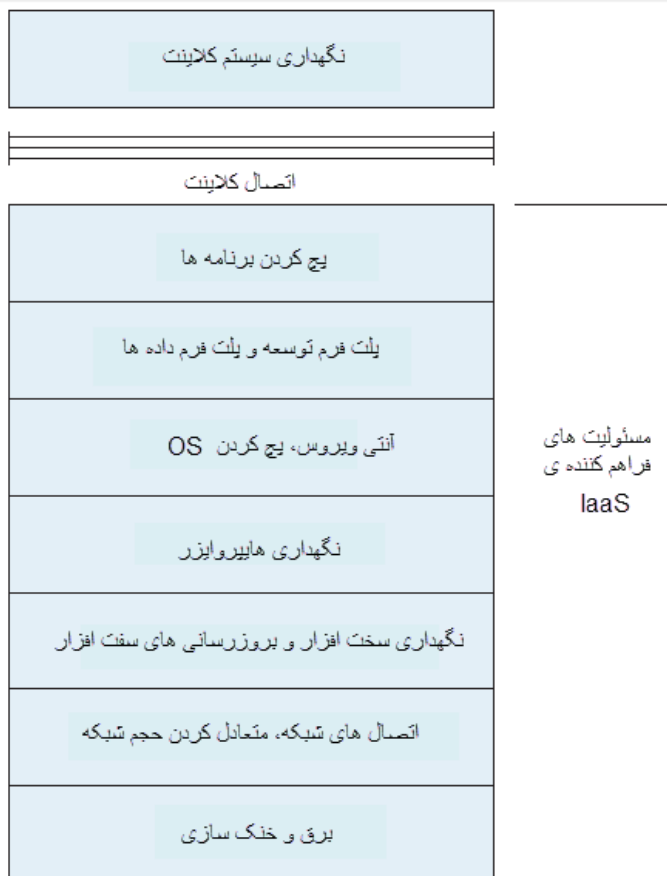 نگهداری سیستم کلاینت
اتصال کلاینت
پچ کردن برنامه ها
پلت فرم توسعه و پلت فرم داده ها
آنتی ویروس، پچ کردن OS
نگهداری هایپروایزر
نگهداری سخت افزار و بروزرسانی های سفت افزار
اتصال های شبکه، متعادل کردن حجم شبکه
برق و خنک سازی
مسئولیت های
فراهم کننده ی
IaaS